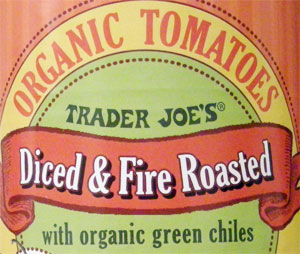 ORGANIC TOMATOES
TRADER JOE'S®
Diced & Fire Roasted
with organic green chiles